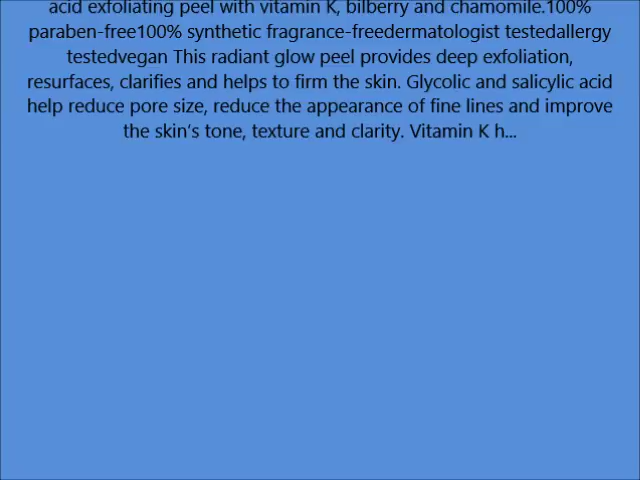 acid exfoliating peel with vitamin K, bilberry and chamomile.100%
paraben-free100% synthetic fragrance-freedermatologist testedallergy
testedvegan This radiant glow peel provides deep exfoliation,
resurfaces, clarifies and helps to firm the skin. Glycolic and salicylic acid
help reduce pore size, reduce the appearance of fine lines and improve
the skin's tone, texture and clarity. Vitamin K h...